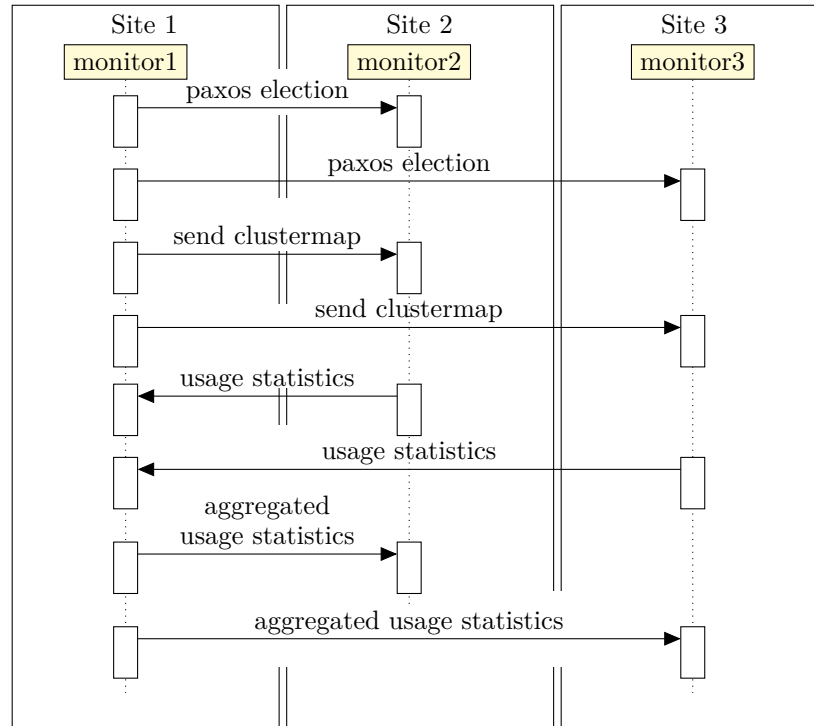 Site 1
Site 2
Site 3
monitor1
monitor2
monitor3
paxos election
paxos election
send clustermap
send clustermap
usage statistics
usage statistics
aggregated
usage statistics
aggregated usage statistics